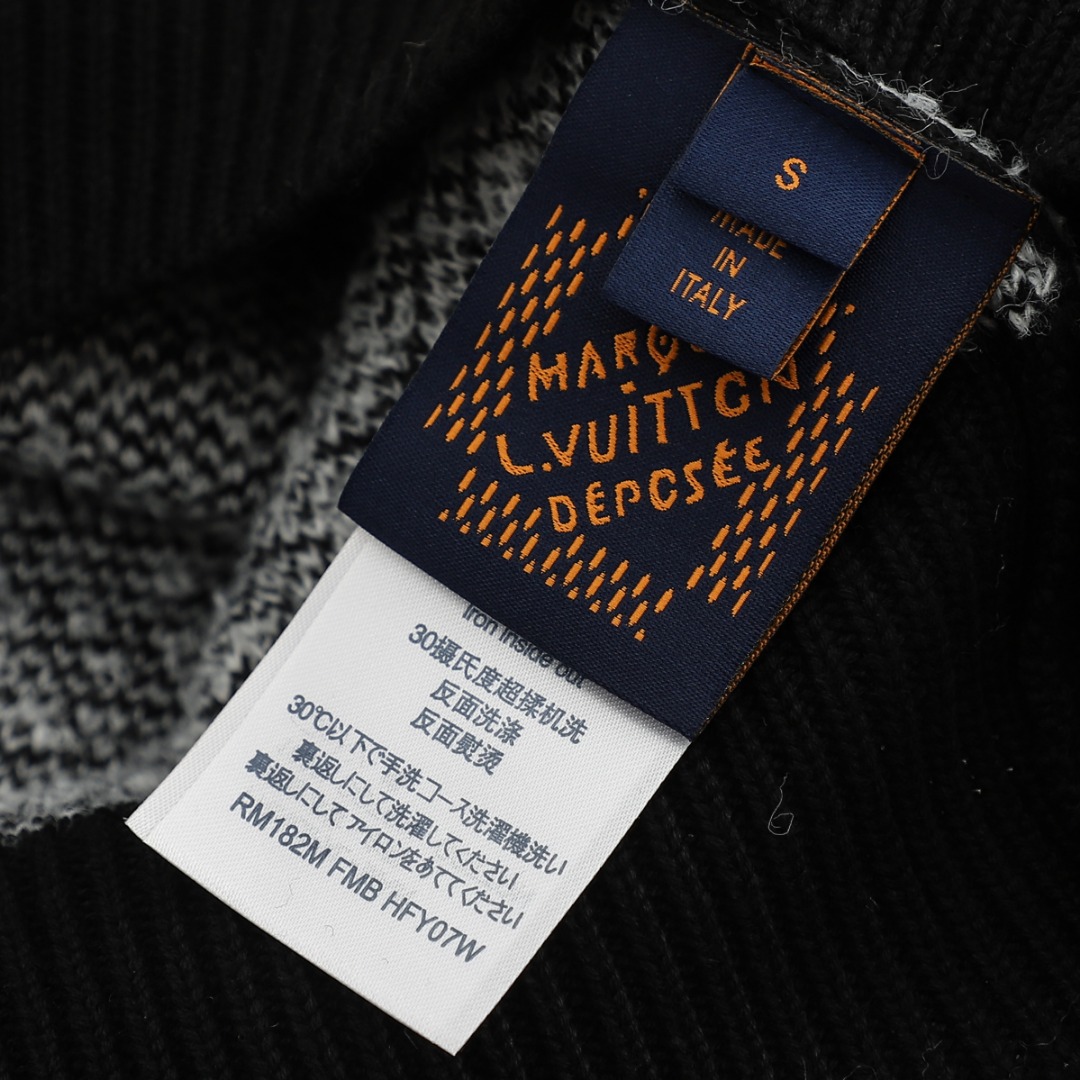 S
MADE
IN
ITALY
L.VUITTON
DÉPOSÉE
Iron inside out
30摄氏度超揉机洗
反面洗涤
反面熨烫
30℃以下で手洗コース洗濯機洗い
裏返しにして洗濯してください
裏返しにしてアイロンをあててください
RM182M FMB HFY07W